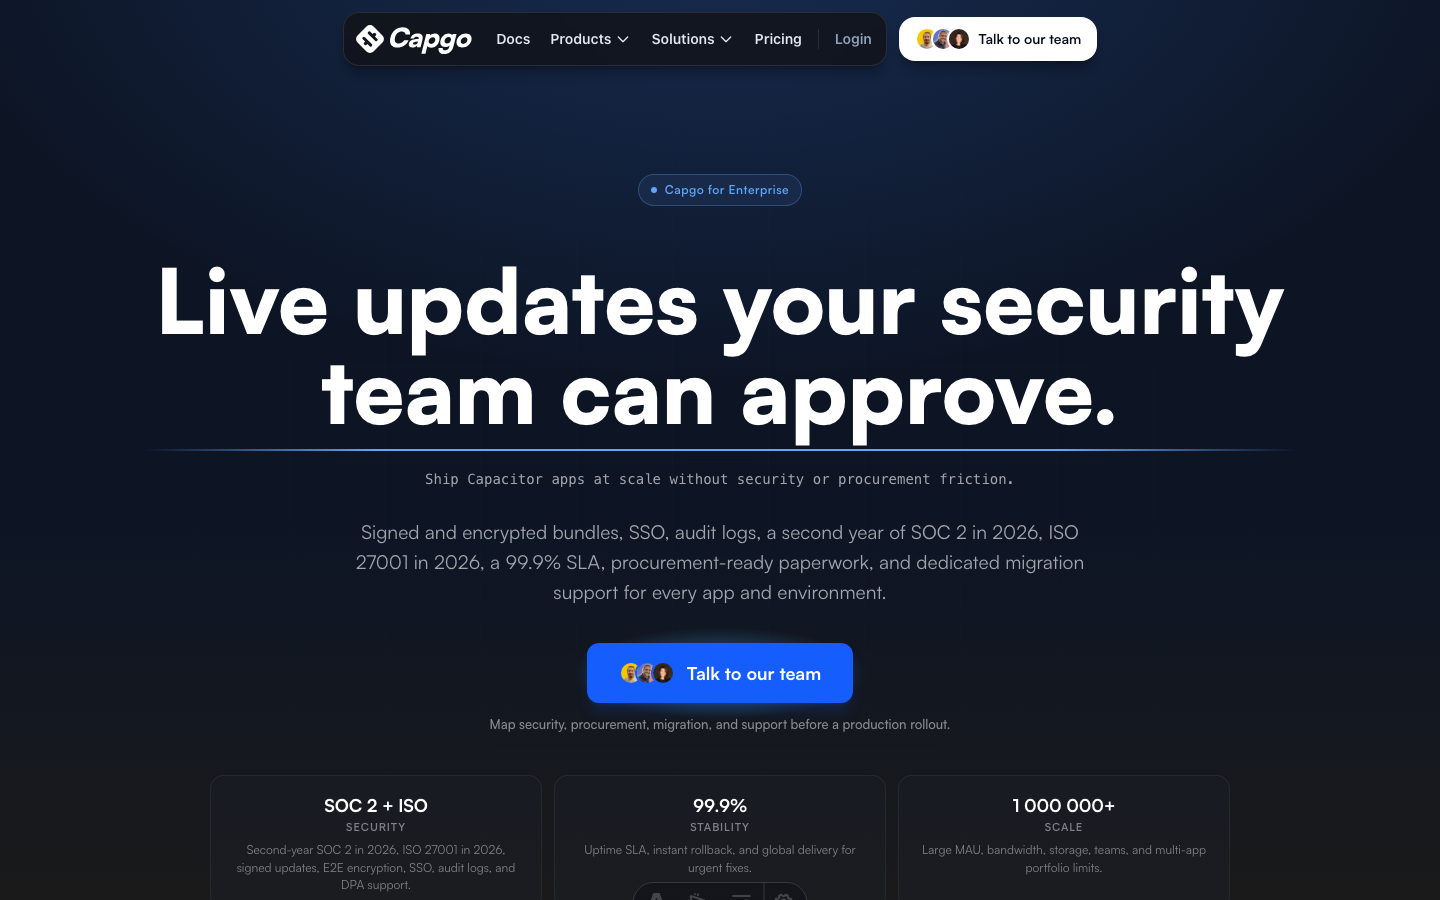 Capgo Docs Products Solutions Pricing Login Talk to our team
Capgo for Enterprise
Live updates your security
team can approve.
Ship Capacitor apps at scale without security or procurement friction.
Signed and encrypted bundles, SSO, audit logs, a second year of SOC 2 in 2026, ISO
27001 in 2026, a 99.9% SLA, procurement-ready paperwork, and dedicated migration
support for every app and environment.
Talk to our team
Map security, procurement, migration, and support before a production rollout.
SOC 2 + ISO
SECURITY
Second-year SOC 2 in 2026, ISO 27001 in 2026,
signed updates, E2E encryption, SSO, audit logs, and
DPA support.
99.9%
STABILITY
Uptime SLA, instant rollback, and global delivery for
urgent fixes.
1 000 000+
SCALE
Large MAU, bandwidth, storage, teams, and multi-app
portfolio limits.